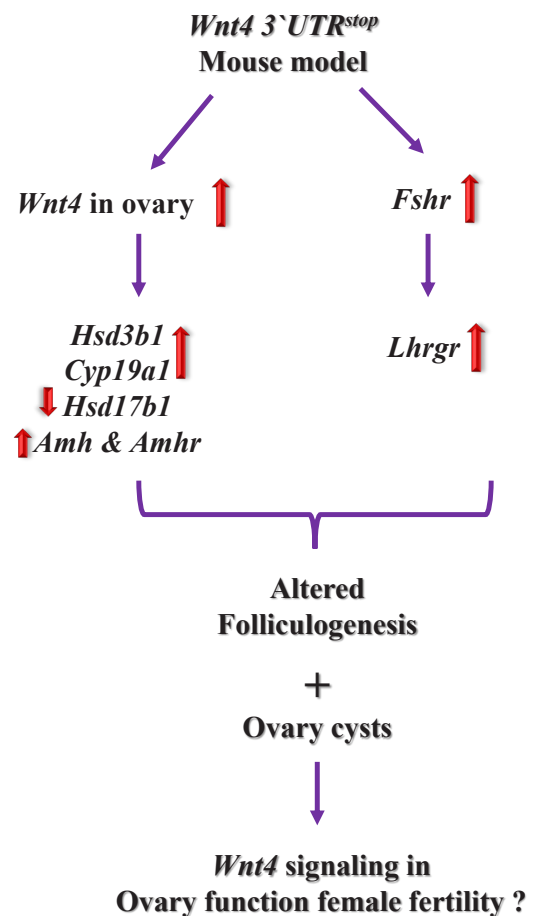 Wnt4 3`UTRstop
Mouse model
Wnt4 in ovary
Fshr
Hsd3b1
Cyp19a1
Hsd17b1
Amh & Amhr
Lhrgr
Altered
Folliculogenesis
+
Ovary cysts
Wnt4 signaling in
Ovary function female fertility ?